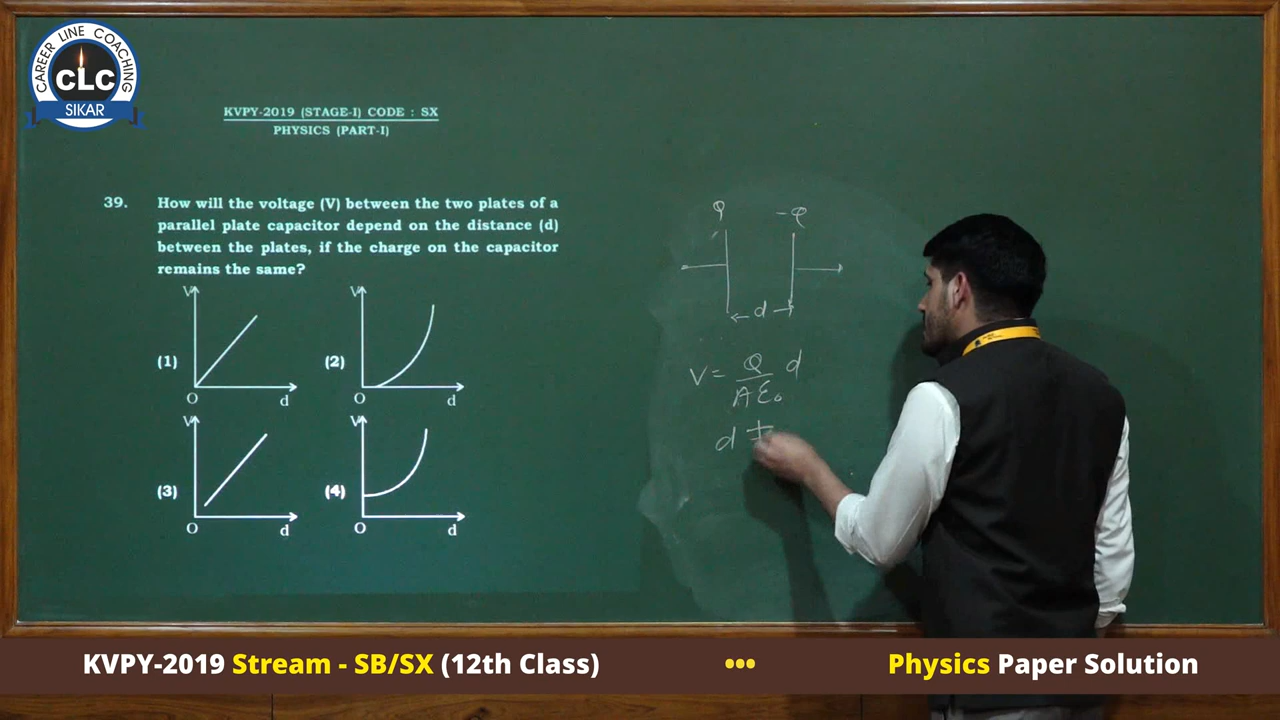 CAREER LINE COACHING
CLC
SIKAR
KVPY-2019 (STAGE-I) CODE : SX
PHYSICS (PART-I)
39. How will the voltage (V) between the two plates of a
parallel plate capacitor depend on the distance (d)
between the plates, if the charge on the capacitor
remains the same?
V
(1)
O d
V
(2)
O d
V
(3)
O d
V
(4)
O d
Q -Q
d
V = Q/Aε₀ d
d ≠
KVPY-2019 Stream - SB/SX (12th Class) ••• Physics Paper Solution